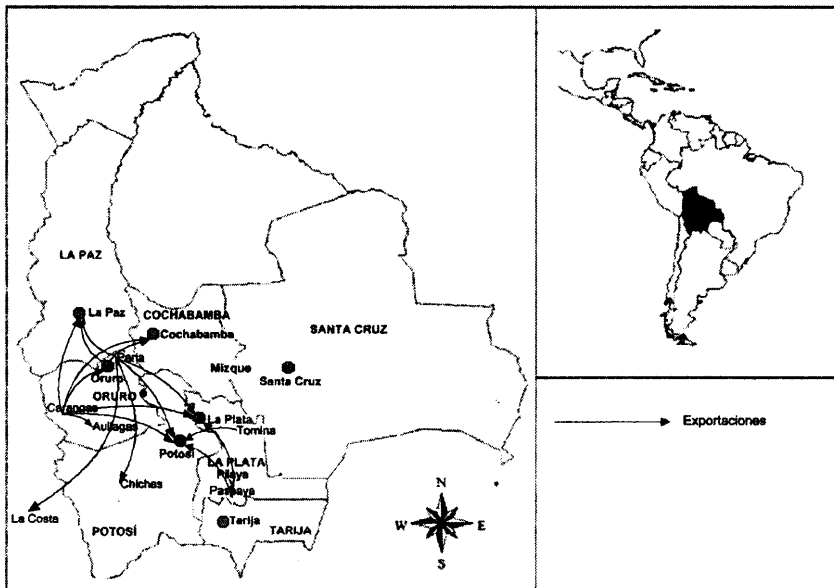 LA PAZ
La Paz
COCHABAMBA
Cochabamba
SANTA CRUZ
Paria
Mizque
Oruro
Santa Cruz
ORURO
Carangas
La Plata
Aullagas
Tomina
Potosí
LA PLATA
Pilaya
Chichas
Paspaya
La Costa
Tarija
POTOSÍ
TARIJA
N
W
E
S
Exportaciones